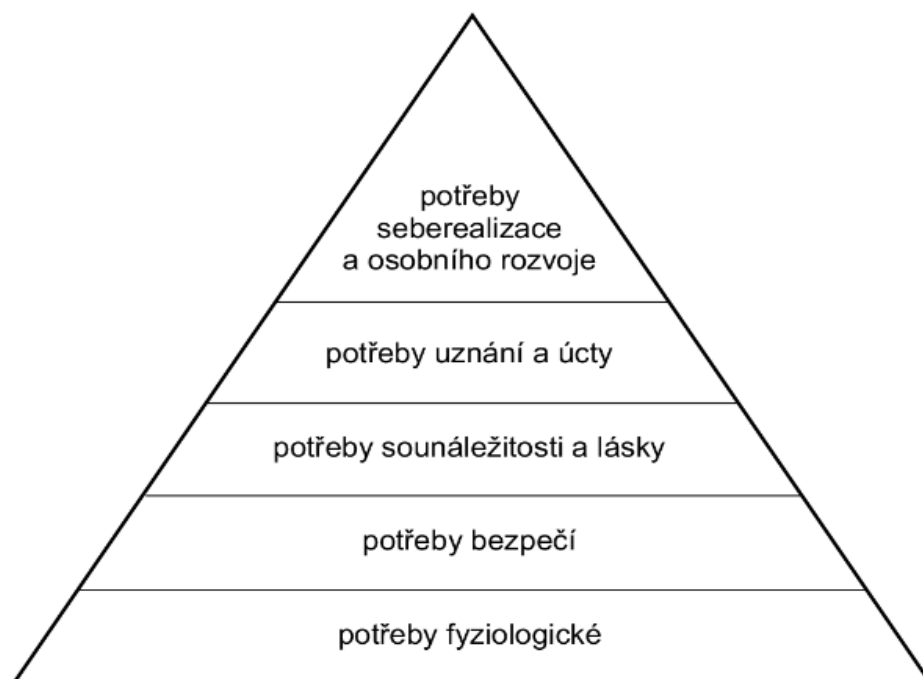 potřeby
seberealizace
a osobního rozvoje
potřeby uznání a úcty
potřeby sounáležitosti a lásky
potřeby bezpečí
potřeby fyziologické